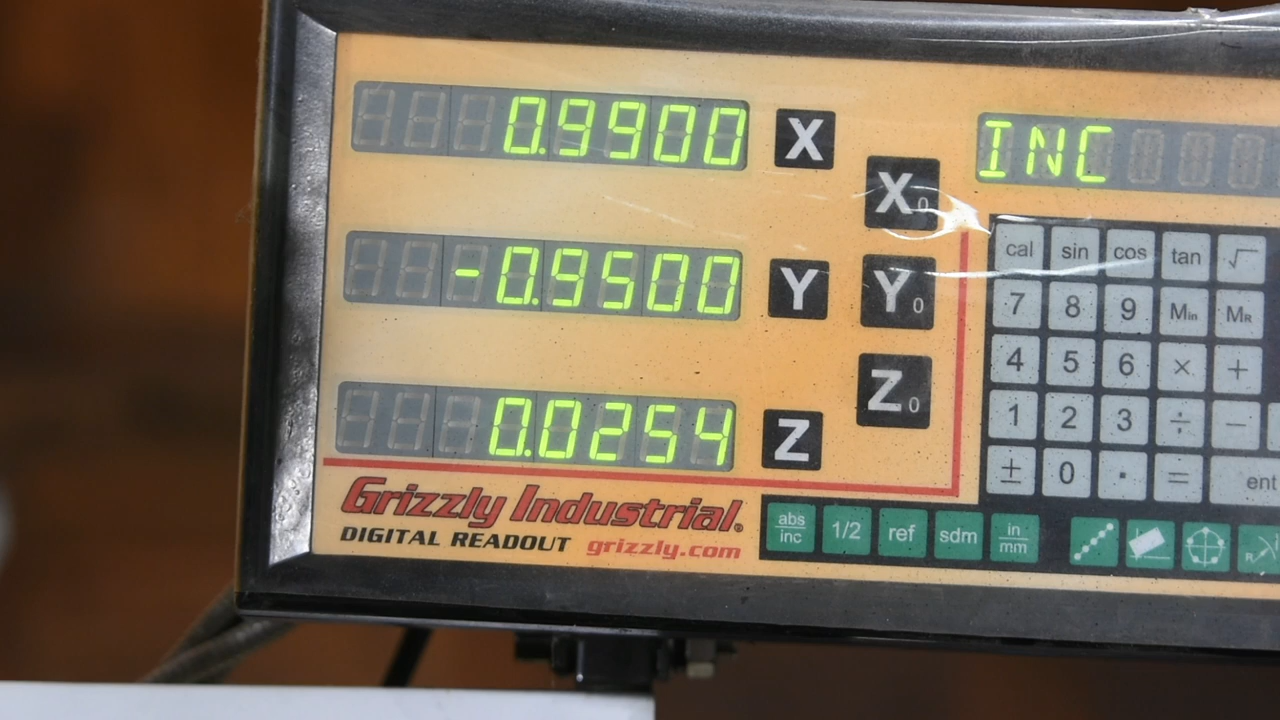 0.9900 X
X0
INC
-0.9500 Y
Y0
0.0254 Z
Z0
cal sin cos tan √
7 8 9 Min MR
4 5 6 × +
1 2 3 ÷ −
± 0 . = ent
Grizzly Industrial®
DIGITAL READOUT grizzly.com
abs/inc 1/2 ref sdm in/mm
R